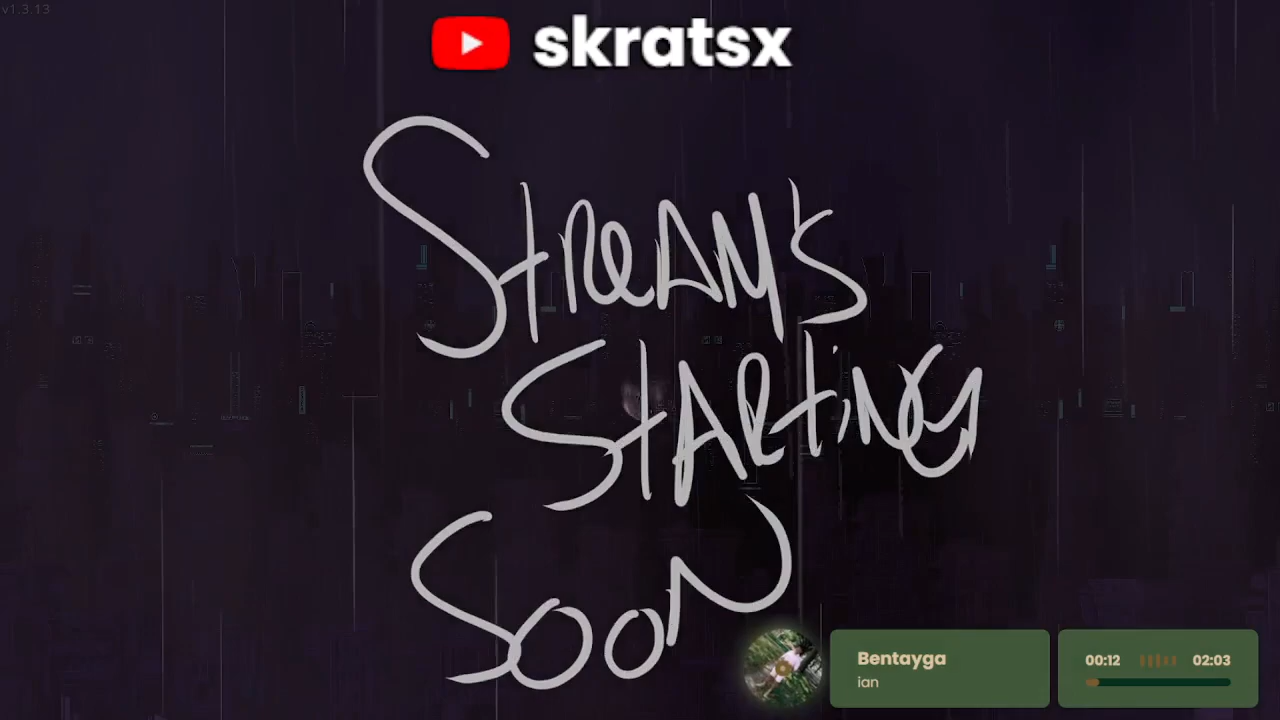 v1.3.13
skratsx
STREAM's
STARTiNG
SooN
Bentayga
ian
00:12 02:03